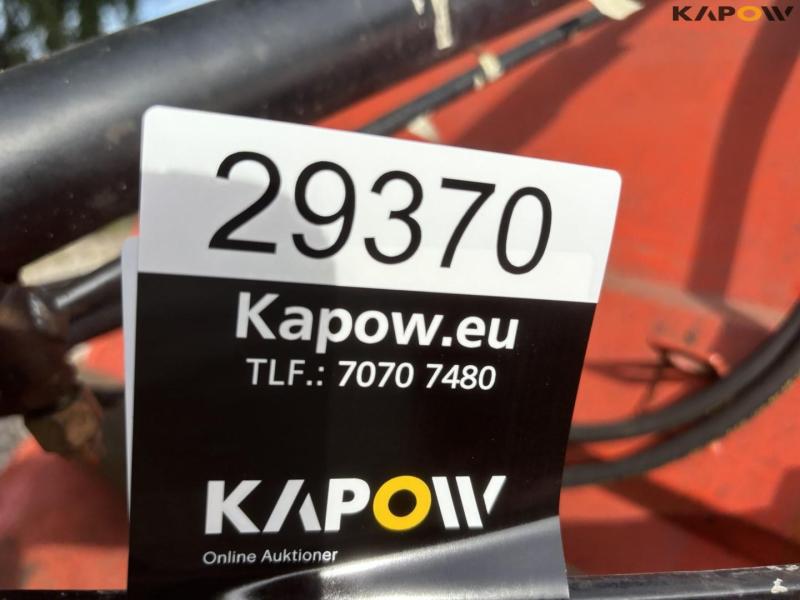 KAPOW
29370
Kapow.eu
TLF.: 7070 7480
KAPOW
Online Auktioner